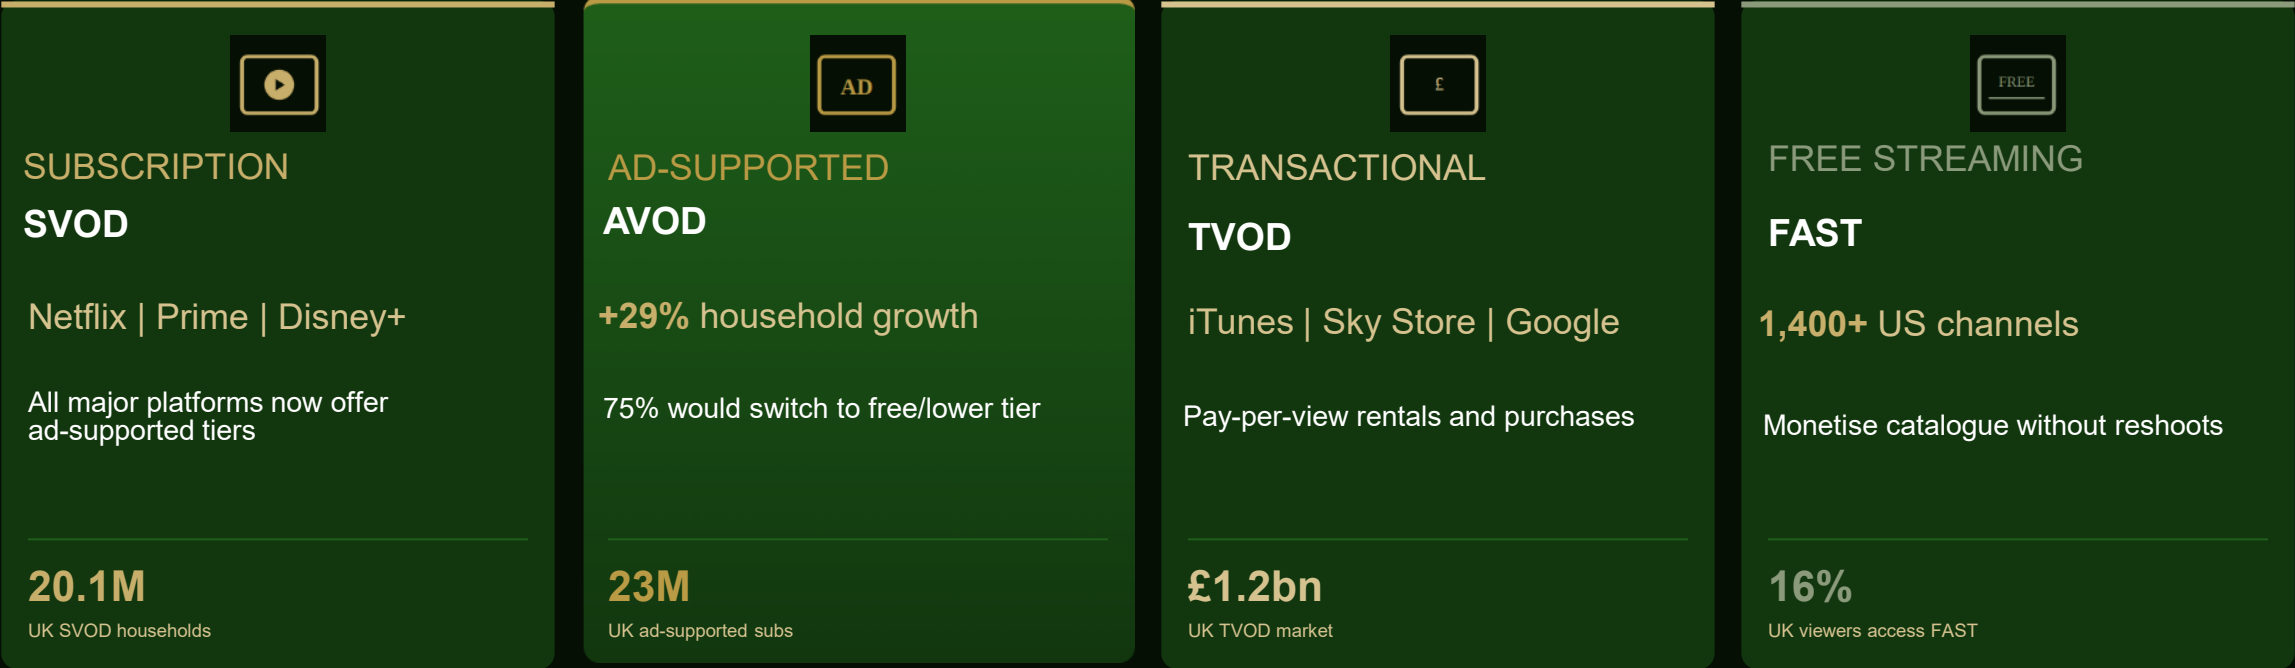 SUBSCRIPTION
SVOD
Netflix | Prime | Disney+
All major platforms now offer
ad-supported tiers
20.1M
UK SVOD households
AD
AD-SUPPORTED
AVOD
+29% household growth
75% would switch to free/lower tier
23M
UK ad-supported subs
£
TRANSACTIONAL
TVOD
iTunes | Sky Store | Google
Pay-per-view rentals and purchases
£1.2bn
UK TVOD market
FREE
FREE STREAMING
FAST
1,400+ US channels
Monetise catalogue without reshoots
16%
UK viewers access FAST